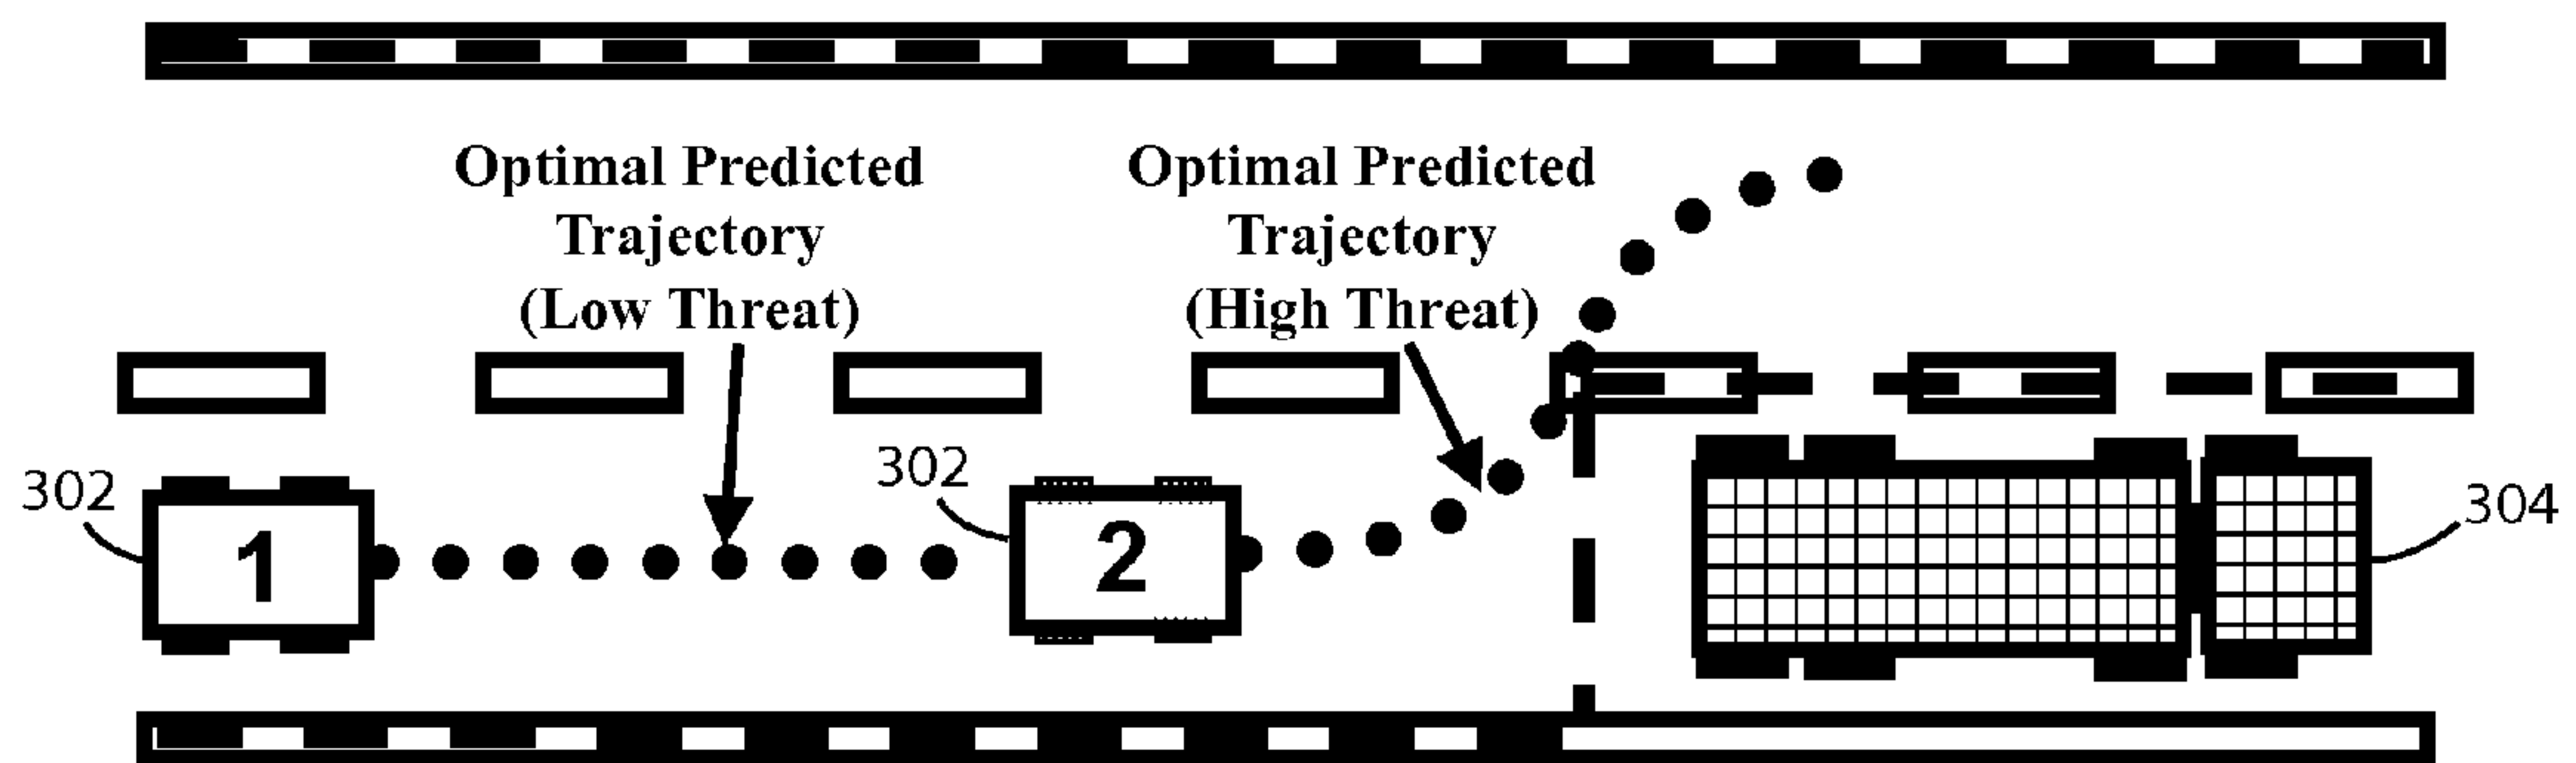 Optimal Predicted
Trajectory
(Low Threat)
Optimal Predicted
Trajectory
(High Threat)
302
1
302
2
304